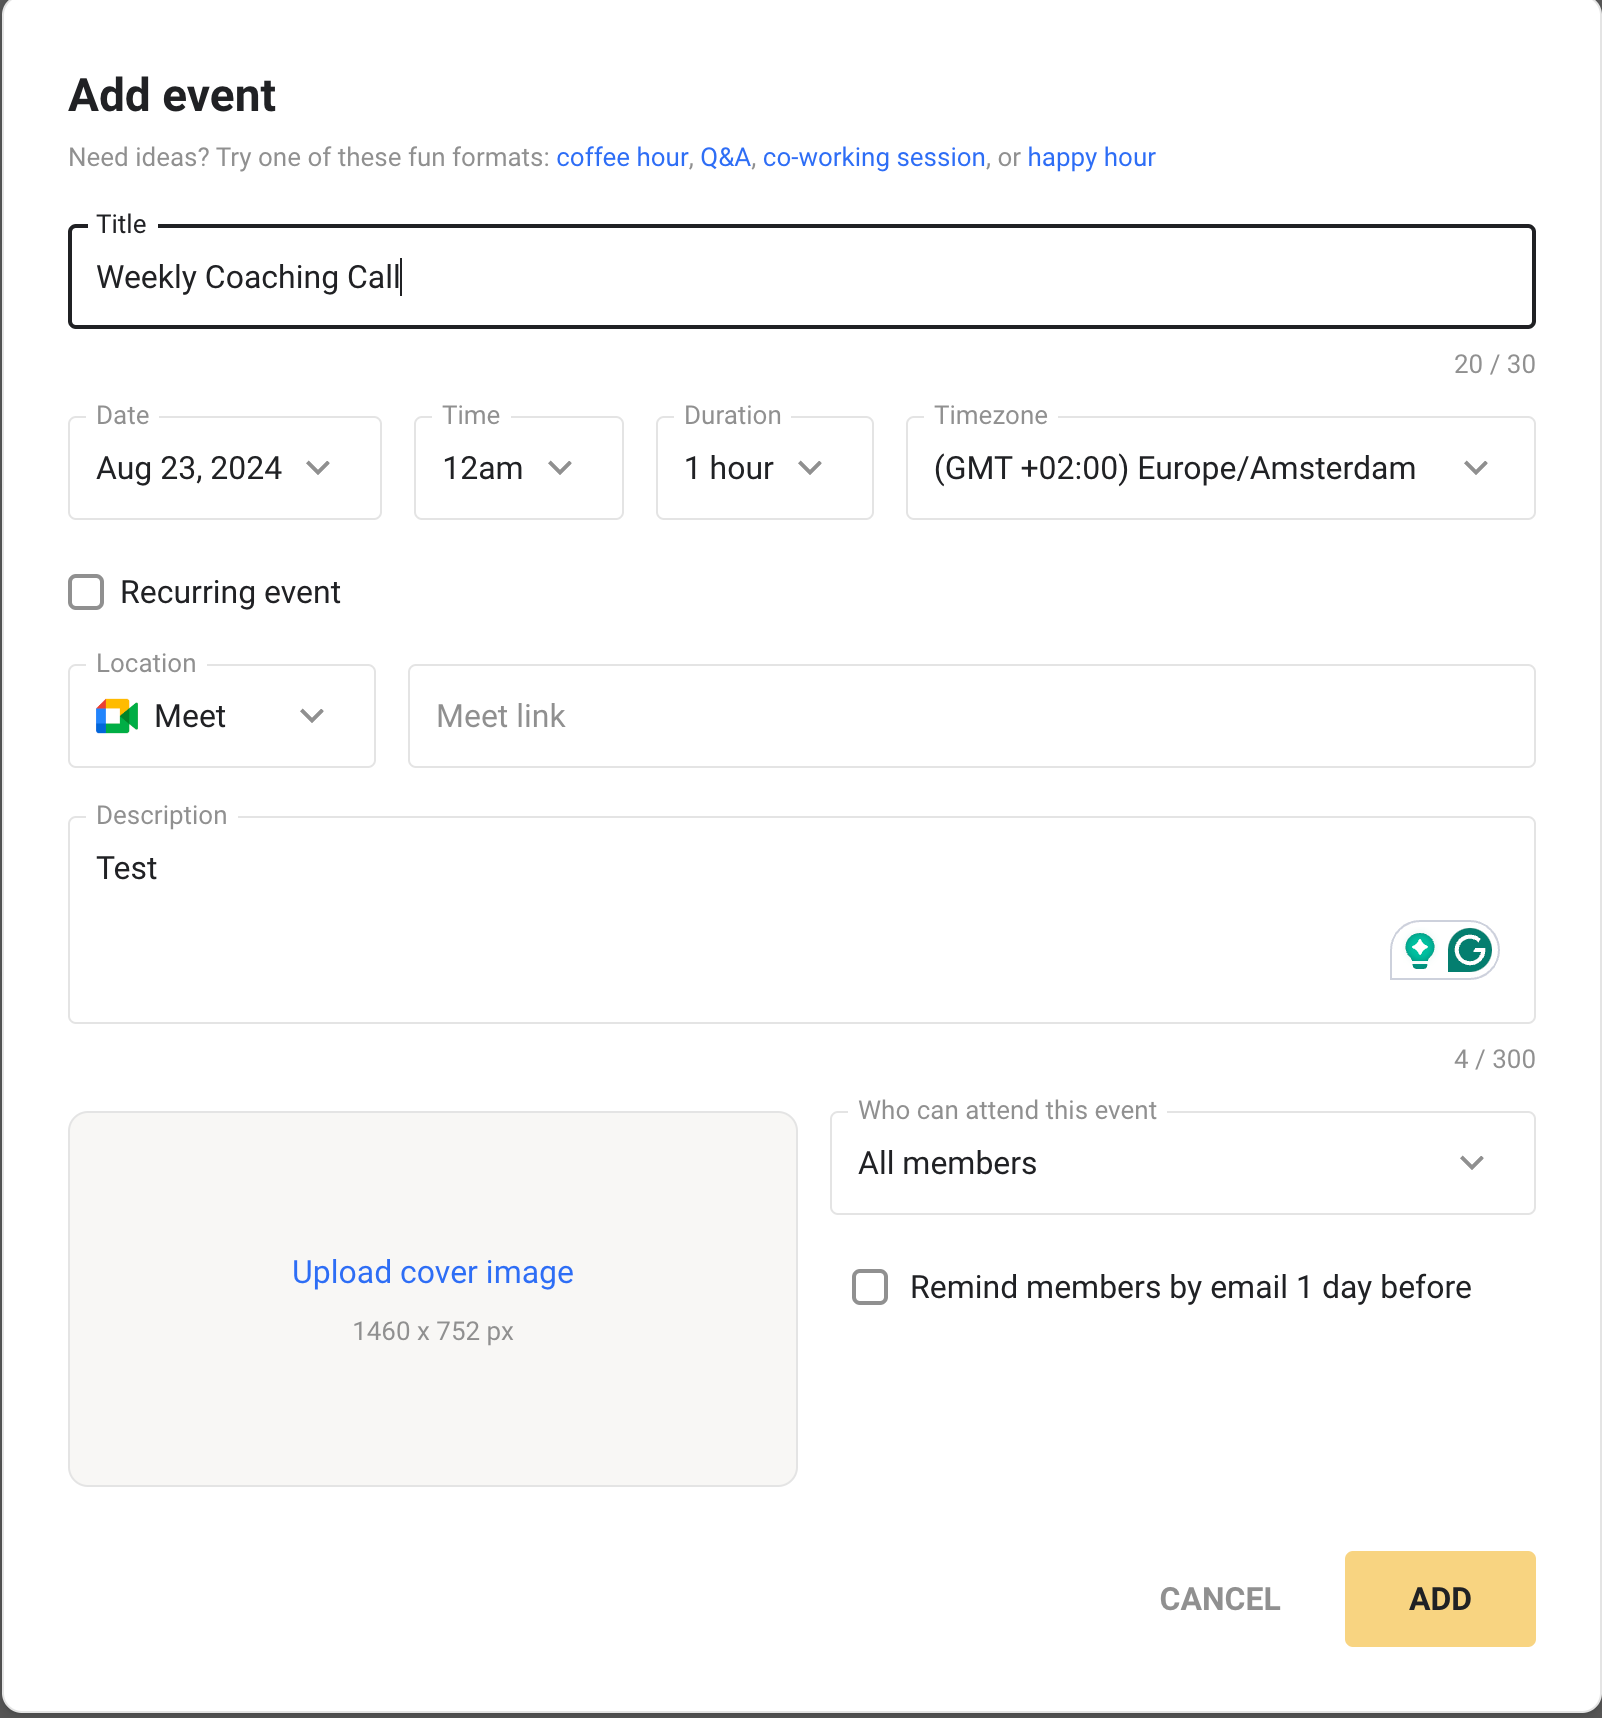 Add event
Need ideas? Try one of these fun formats: coffee hour, Q&A, co-working session, or happy hour
Title
Weekly Coaching Call
20 / 30
Date
Time
Duration
Timezone
Aug 23, 2024
12am
1 hour
(GMT +02:00) Europe/Amsterdam
Recurring event
Location
Meet
Meet link
Description
Test
4 / 300
Who can attend this event
All members
Upload cover image
1460 x 752 px
Remind members by email 1 day before
CANCEL
ADD